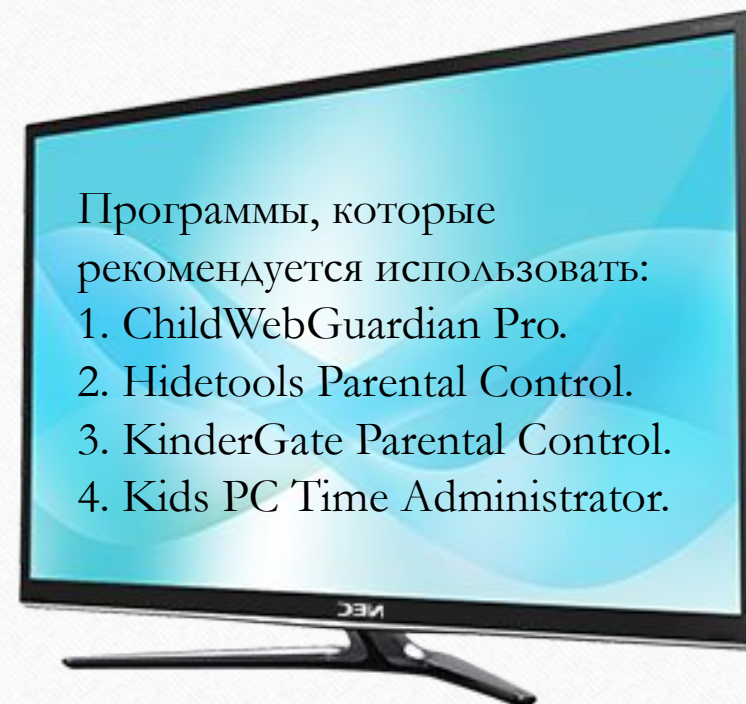 Программы, которые
рекомендуется использовать:
1. ChildWebGuardian Pro.
2. Hidetools Parental Control.
3. KinderGate Parental Control.
4. Kids PC Time Administrator.
NEC